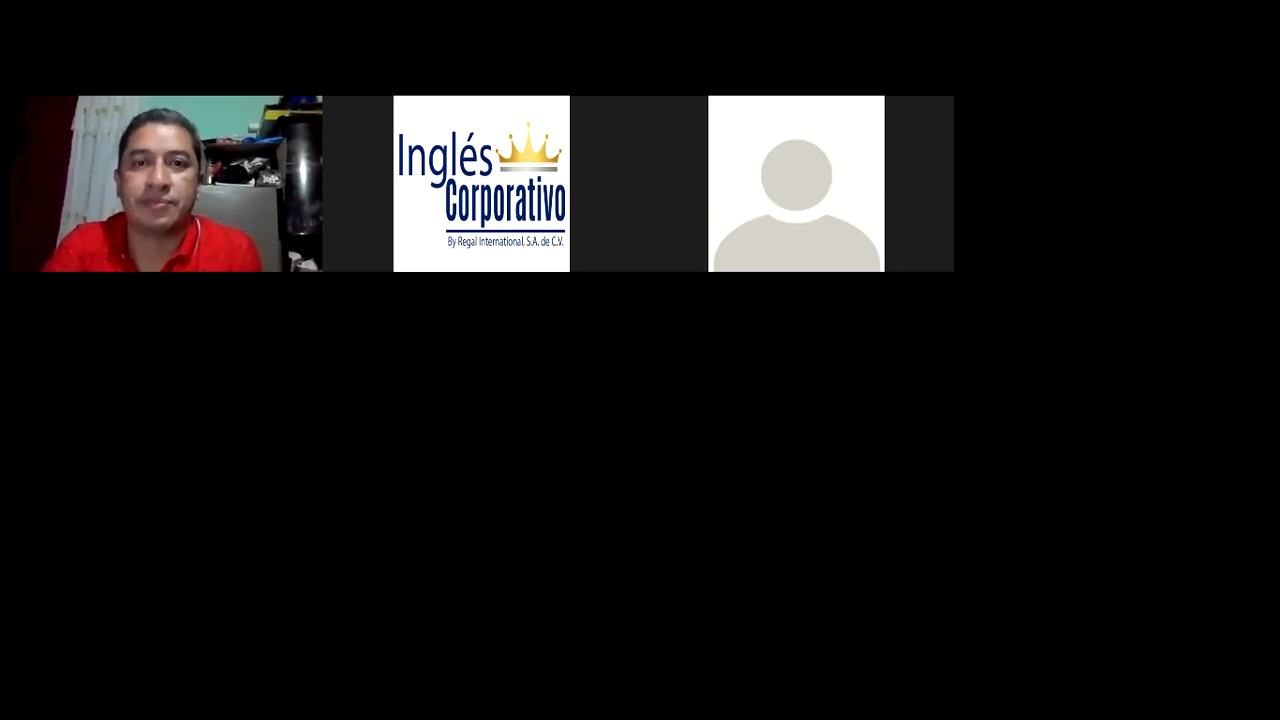 Inglés
Corporativo
By Regal International, S.A. de C.V.